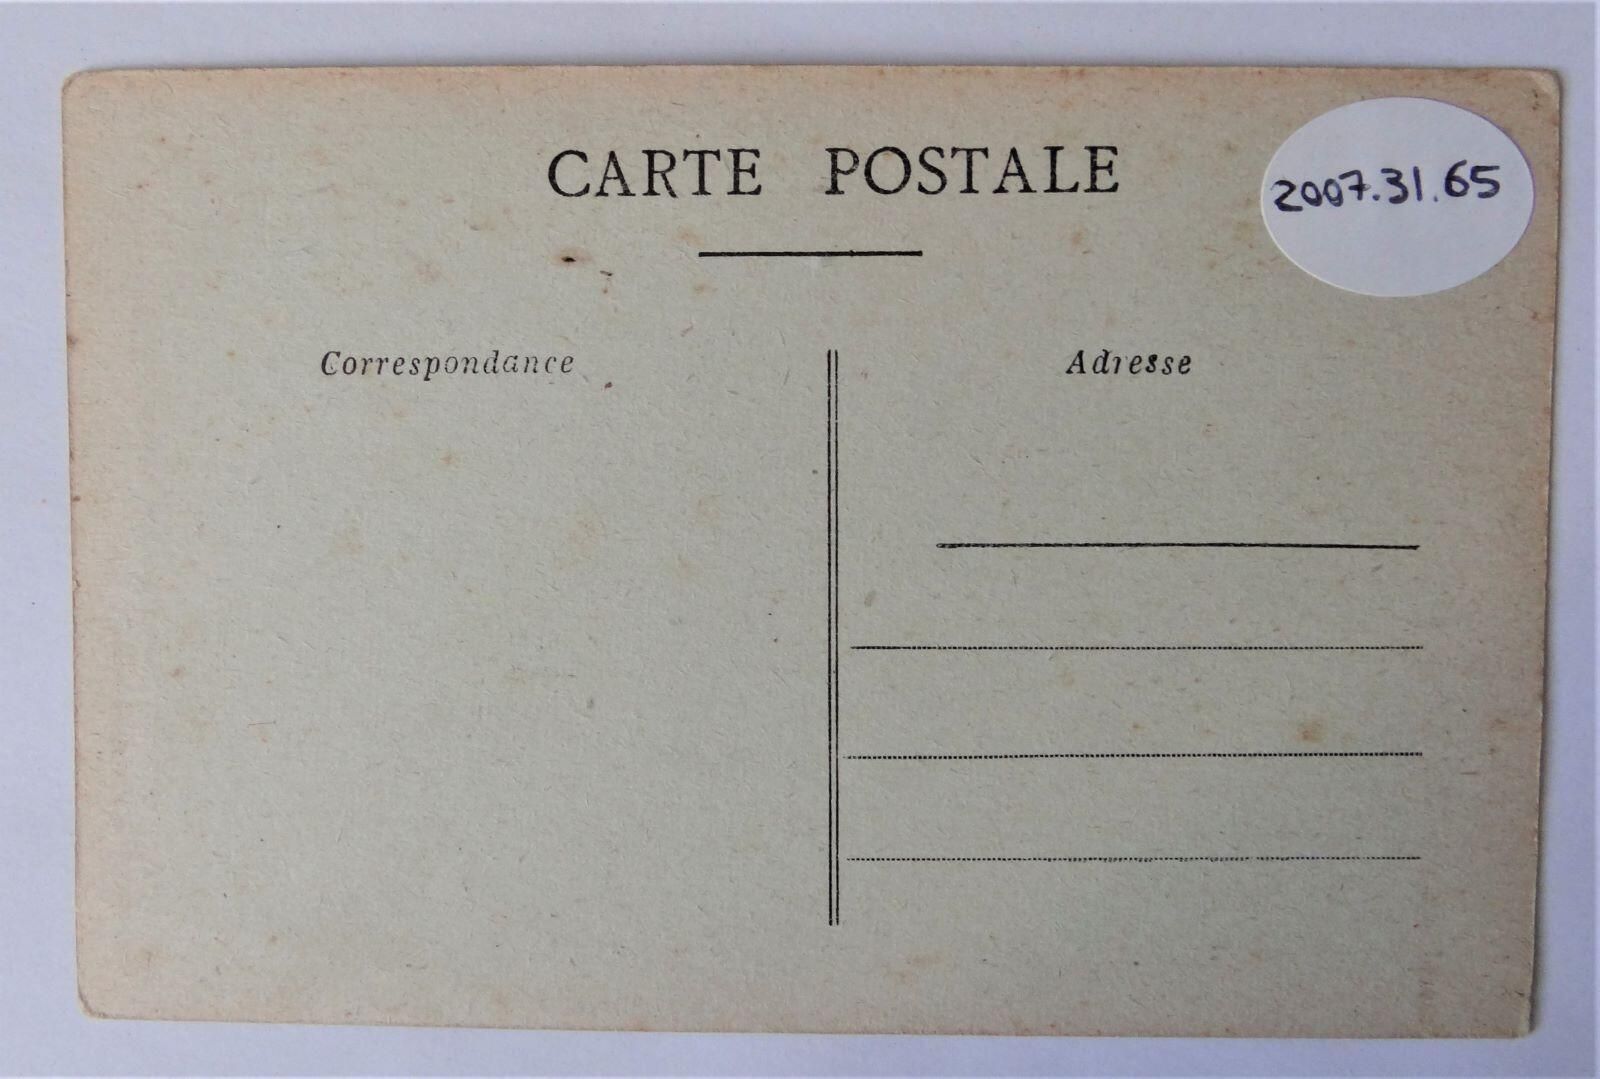 CARTE POSTALE
2007.31.65
Correspondance
Adresse